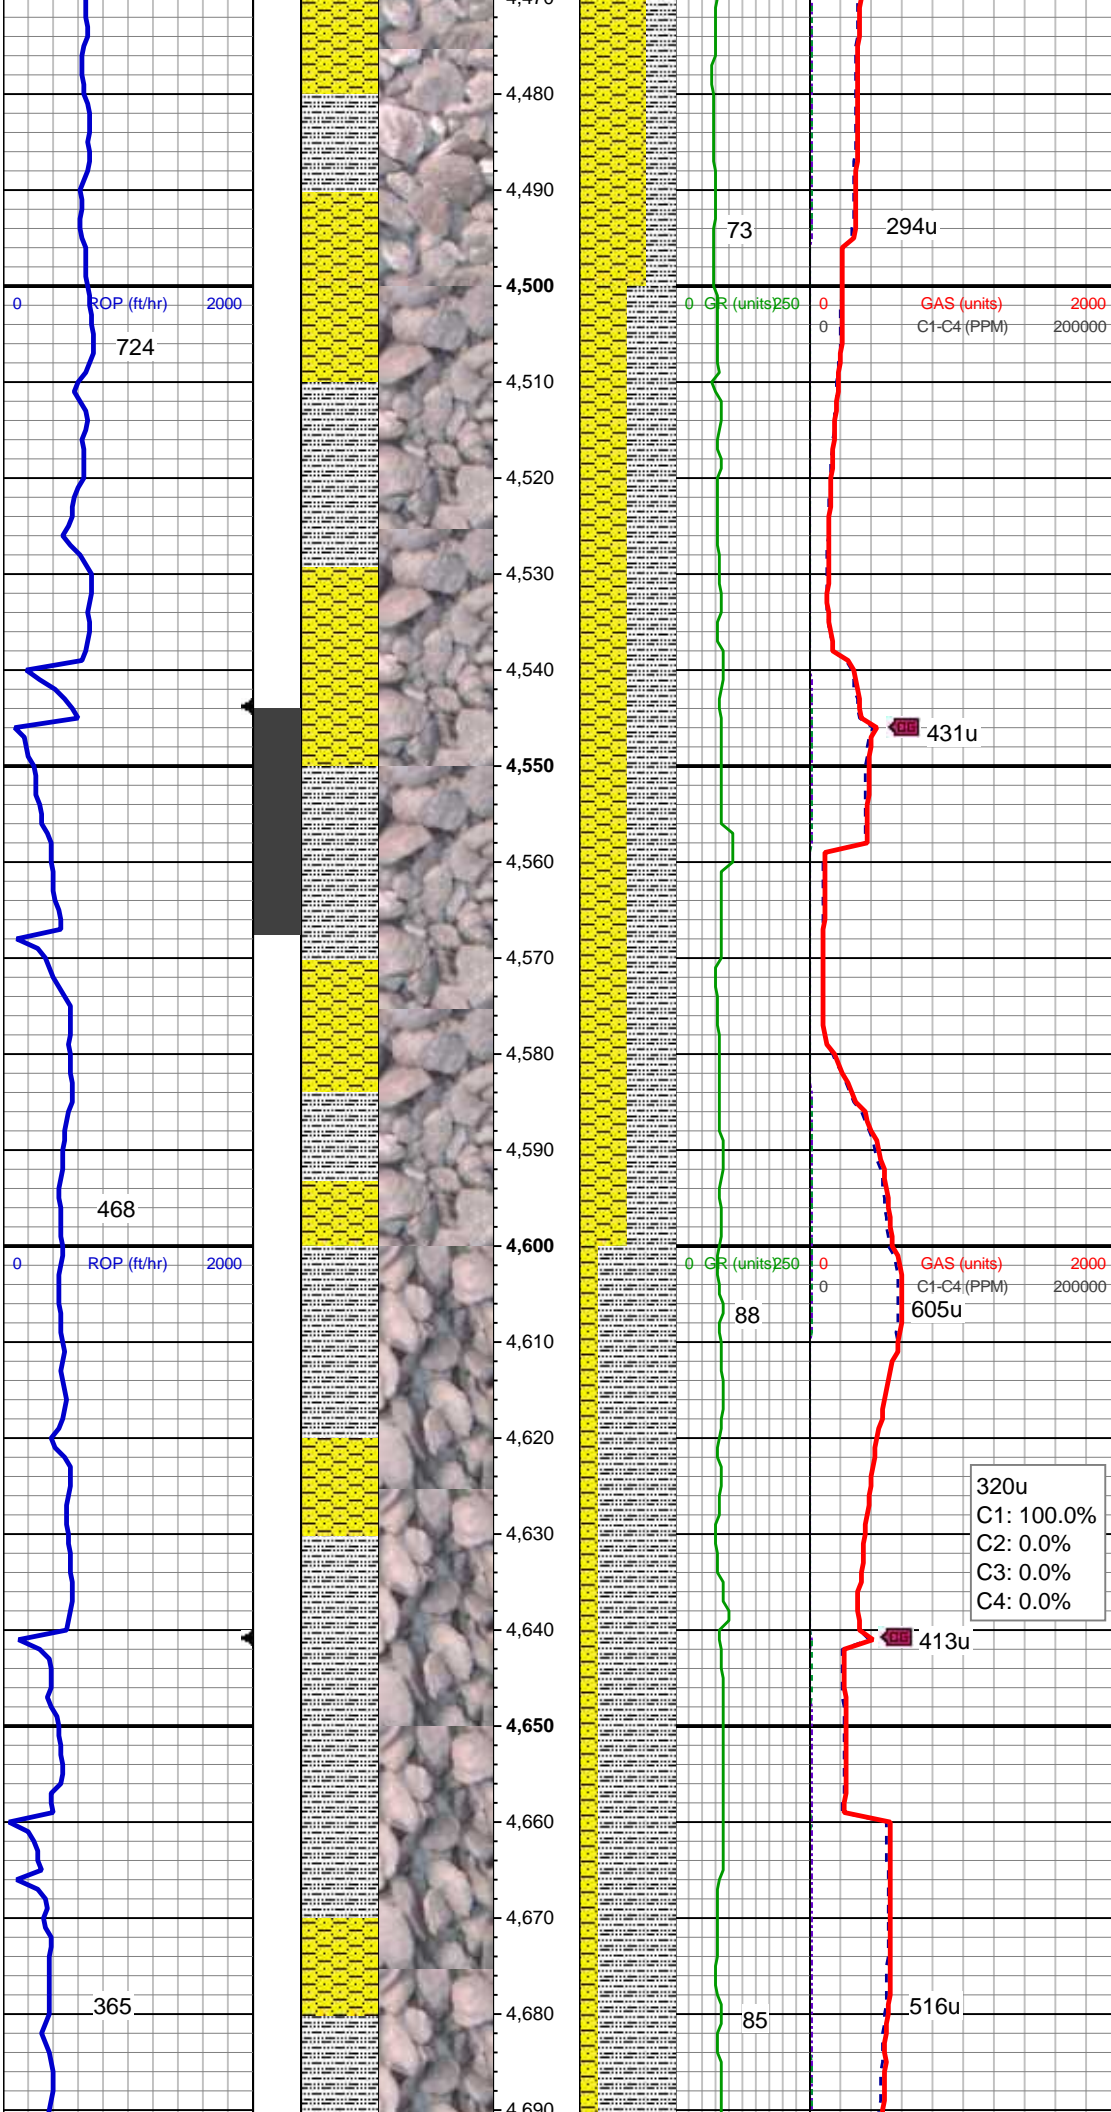 4,470
4,480
4,490
73
294u
4,500
0 ROP (ft/hr) 2000
0 GR (units) 250
0 GAS (units) 2000
0 C1-C4 (PPM) 200000
724
4,510
4,520
4,530
4,540
CG 431u
4,550
4,560
4,570
4,580
4,590
468
4,600
0 ROP (ft/hr) 2000
0 GR (units) 250
0 GAS (units) 2000
0 C1-C4 (PPM) 200000
88
605u
4,610
4,620
320u
C1: 100.0%
C2: 0.0%
C3: 0.0%
C4: 0.0%
4,630
4,640
CG 413u
4,650
4,660
4,670
365
4,680
85
516u
4,690